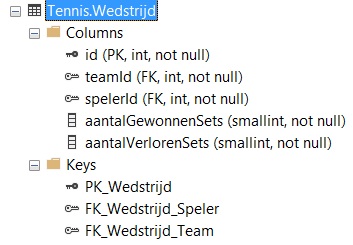 Tennis.Wedstrijd
Columns
id (PK, int, not null)
teamId (FK, int, not null)
spelerId (FK, int, not null)
aantalGewonnenSets (smallint, not null)
aantalVerlorenSets (smallint, not null)
Keys
PK_Wedstrijd
FK_Wedstrijd_Speler
FK_Wedstrijd_Team